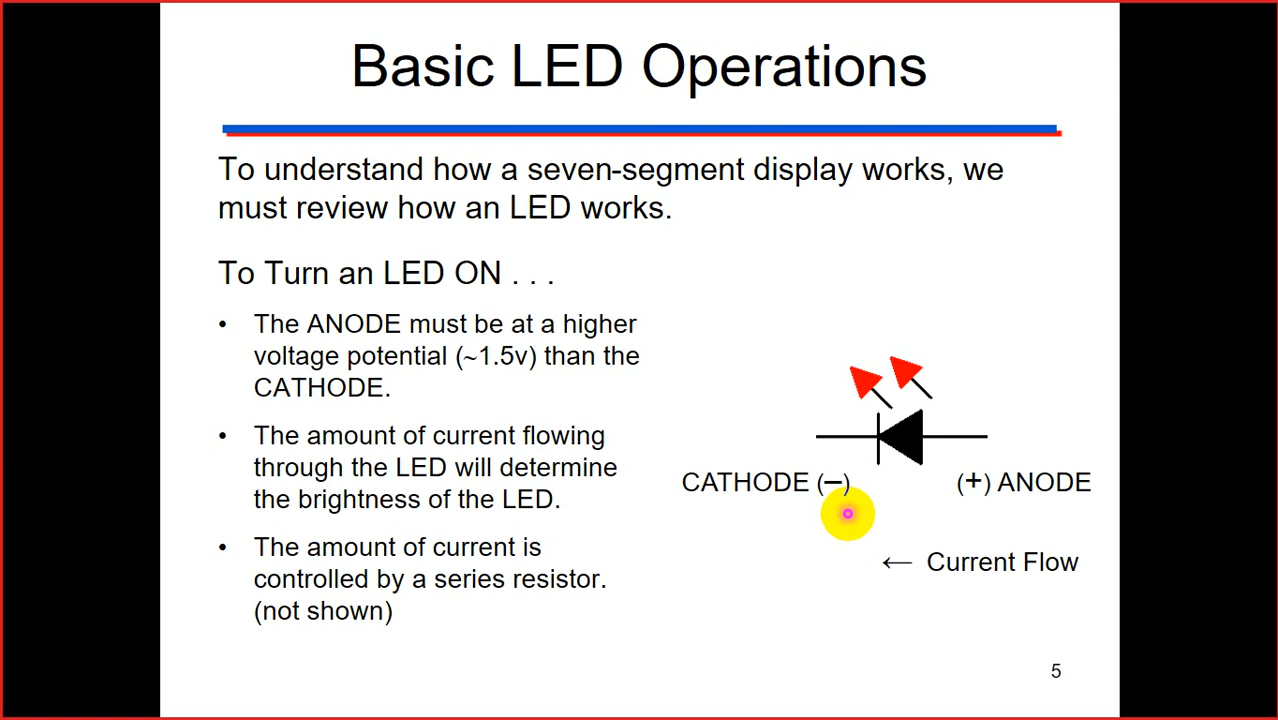 Basic LED Operations
To understand how a seven-segment display works, we
must review how an LED works.
To Turn an LED ON . . .
• The ANODE must be at a higher
voltage potential (~1.5v) than the
CATHODE.
• The amount of current flowing
through the LED will determine
the brightness of the LED.
• The amount of current is
controlled by a series resistor.
(not shown)
CATHODE (–) (+) ANODE
← Current Flow
5